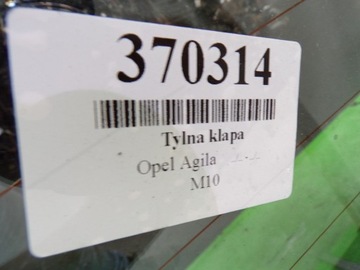 370314
Tylna klapa
Opel Agila
M10